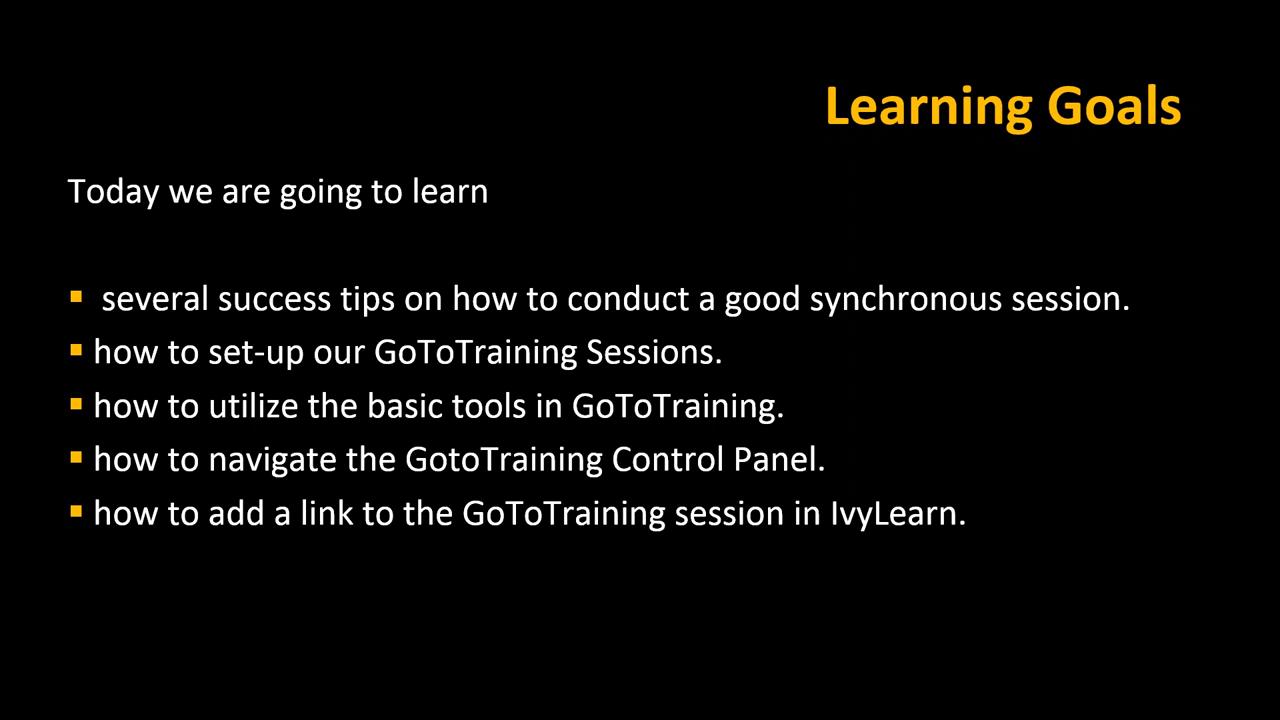 Learning Goals
Today we are going to learn
▪ several success tips on how to conduct a good synchronous session.
▪ how to set-up our GoToTraining Sessions.
▪ how to utilize the basic tools in GoToTraining.
▪ how to navigate the GotoTraining Control Panel.
▪ how to add a link to the GoToTraining session in IvyLearn.